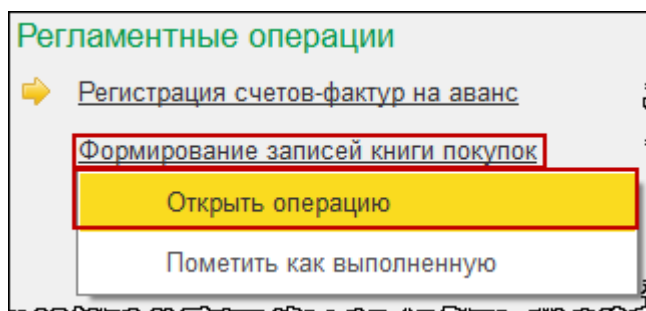 Регламентные операции
Регистрация счетов-фактур на аванс
Формирование записей книги покупок
Открыть операцию
Пометить как выполненную